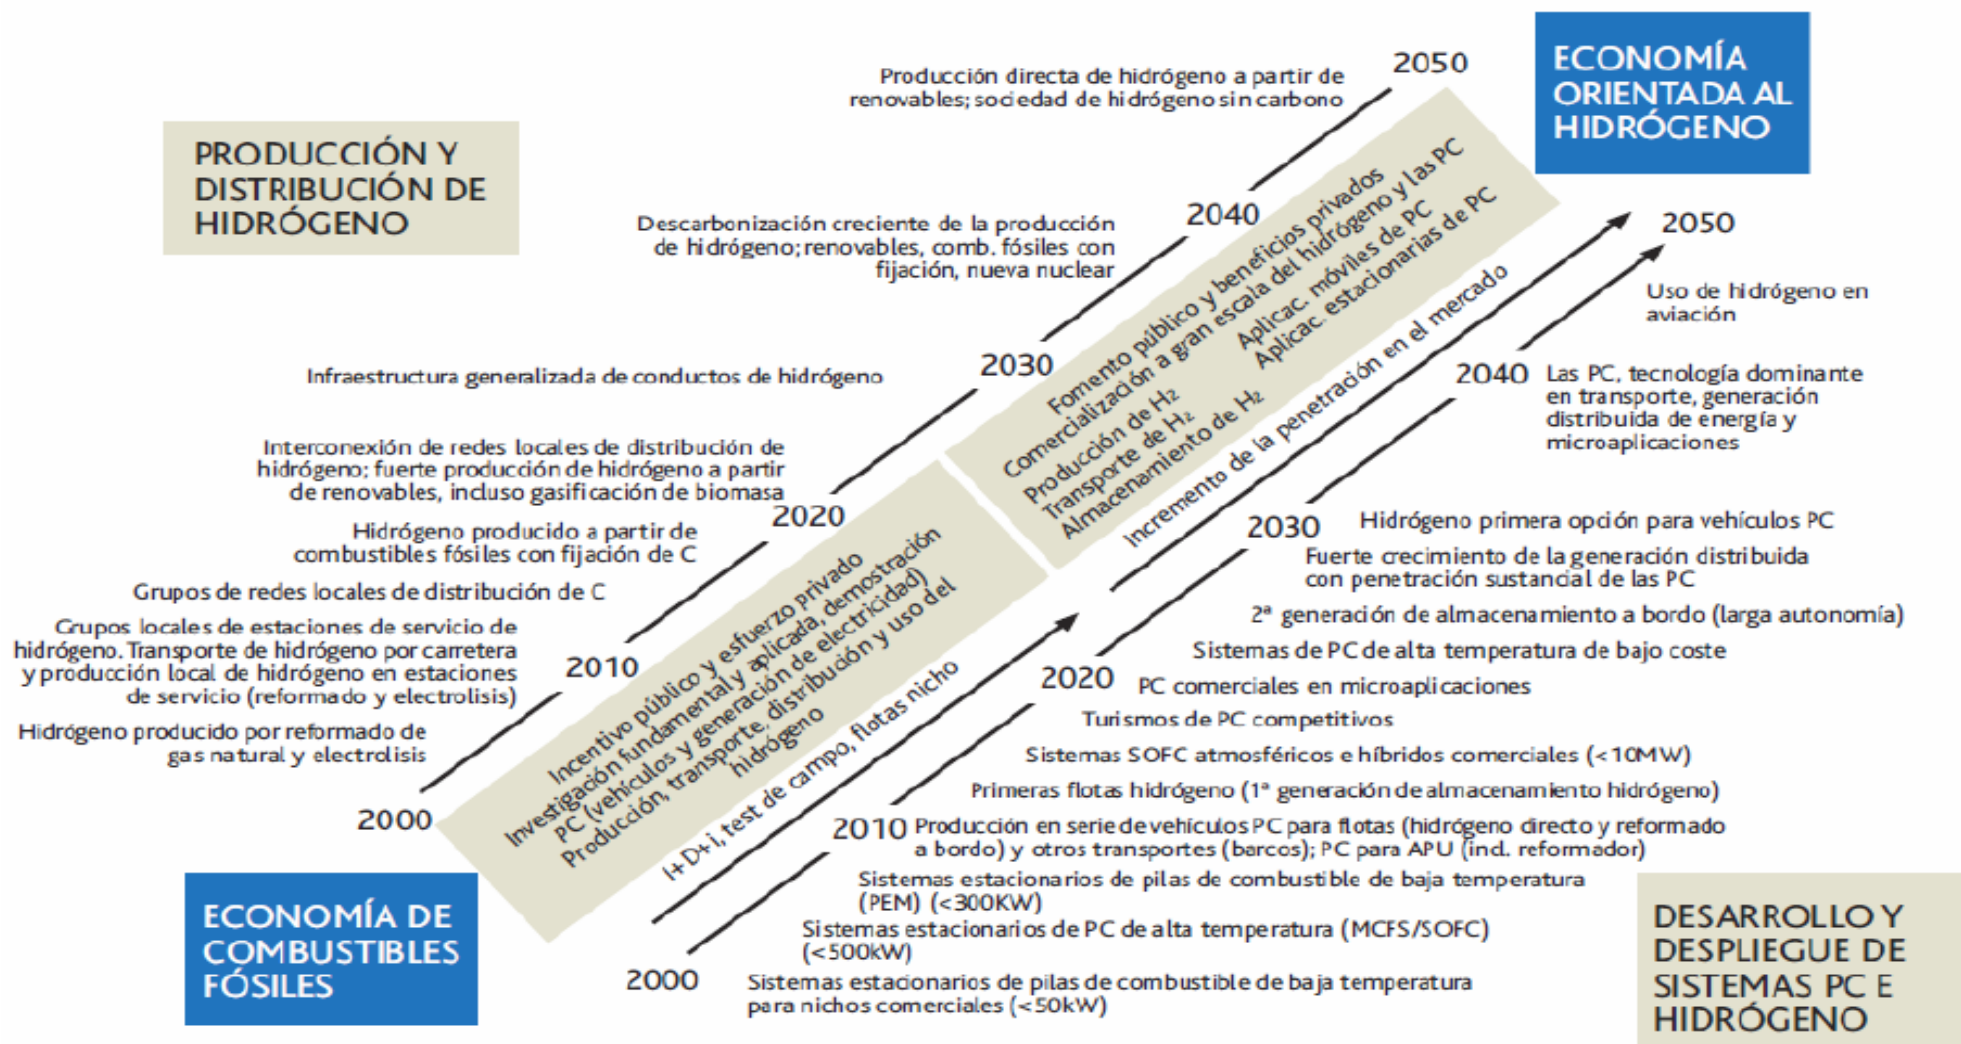 2050
ECONOMÍA
ORIENTADA AL
HIDRÓGENO
Producción directa de hidrógeno a partir de
renovables; sociedad de hidrógeno sin carbono
PRODUCCIÓN Y
DISTRIBUCIÓN DE
HIDRÓGENO
2040
Descarbonización creciente de la producción
de hidrógeno; renovables, comb. fósiles con
fijación, nueva nuclear
2030
Infraestructura generalizada de conductos de hidrógeno
Interconexión de redes locales de distribución de
hidrógeno; fuerte producción de hidrógeno a partir
de renovables, incluso gasificación de biomasa
2020
Hidrógeno producido a partir de
combustibles fósiles con fijación de C
Grupos de redes locales de distribución de C
Grupos locales de estaciones de servicio de
hidrógeno. Transporte de hidrógeno por carretera
y producción local de hidrógeno en estaciones
de servicio (reformado y electrolisis)
2010
Hidrógeno producido por reformado de
gas natural y electrolisis
2000
ECONOMÍA DE
COMBUSTIBLES
FÓSILES
Fomento público y beneficios privados
Comercialización a gran escala del hidrógeno y las PC
Producción de H₂
Aplicac. móviles de PC
Transporte de H₂
Aplicac. estacionarias de PC
Almacenamiento de H₂
Incentivo público y esfuerzo privado
Investigación fundamental y aplicada, demostración
PC (vehículos y generación de electricidad)
Producción, transporte, distribución y uso del
hidrógeno
Incremento de la penetración en el mercado
I+D+i, test de campo, flotas nicho
2050
Uso de hidrógeno en
aviación
2040
Las PC, tecnología dominante
en transporte, generación
distribuida de energía y
microaplicaciones
2030
Hidrógeno primera opción para vehículos PC
Fuerte crecimiento de la generación distribuida
con penetración sustancial de las PC
2ª generación de almacenamiento a bordo (larga autonomía)
Sistemas de PC de alta temperatura de bajo coste
2020
PC comerciales en microaplicaciones
Turismos de PC competitivos
Sistemas SOFC atmosféricos e híbridos comerciales (<10MW)
Primeras flotas hidrógeno (1ª generación de almacenamiento hidrógeno)
2010
Producción en serie de vehículos PC para flotas (hidrógeno directo y reformado
a bordo) y otros transportes (barcos); PC para APU (incl. reformador)
Sistemas estacionarios de pilas de combustible de baja temperatura
(PEM) (<300KW)
Sistemas estacionarios de PC de alta temperatura (MCFS/SOFC)
(<500kW)
2000
Sistemas estacionarios de pilas de combustible de baja temperatura
para nichos comerciales (<50kW)
DESARROLLO Y
DESPLIEGUE DE
SISTEMAS PC E
HIDRÓGENO